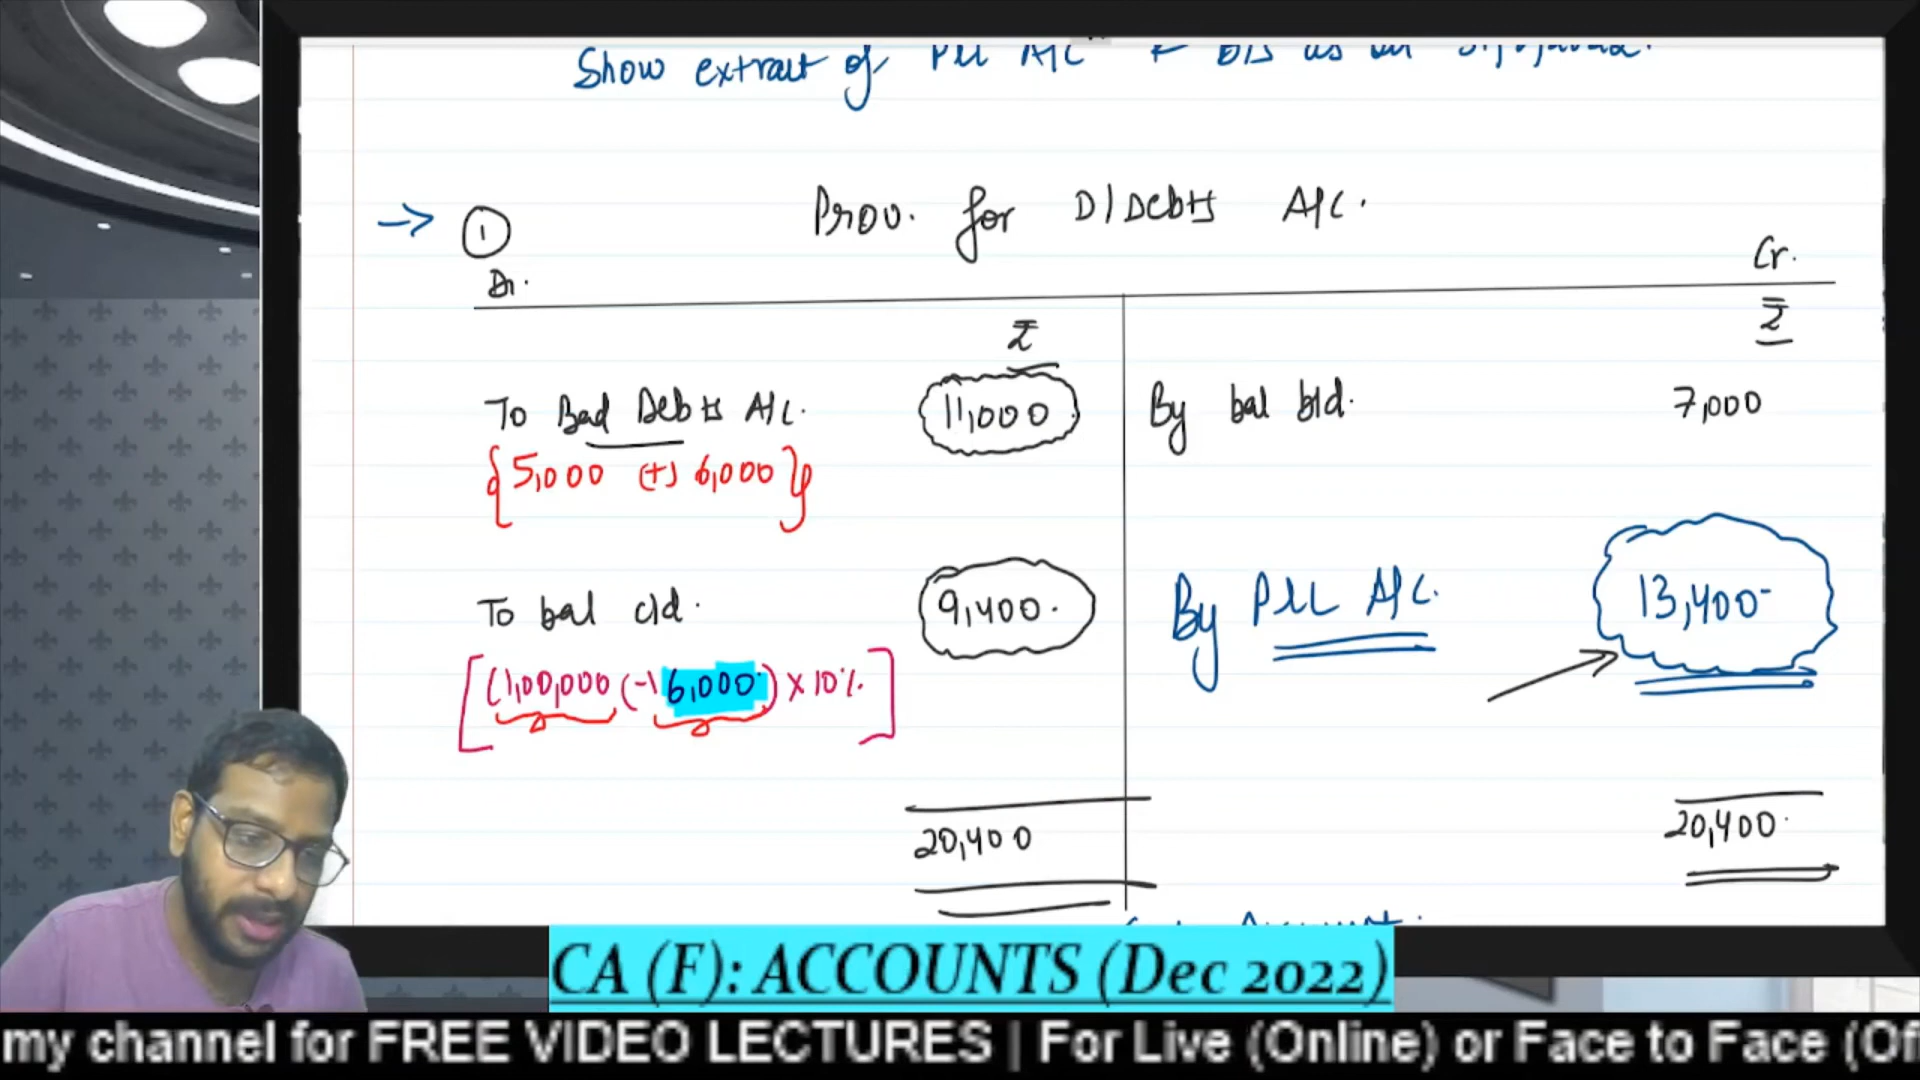 Show extract of P&L A/C & B/S as on
→ ① Prov. for D/Debts A/C.
Dr. Cr.
₹ ₹
To Bad Debts A/c. 11,000 By bal b/d. 7,000
{5,000 (+) 6,000}
To bal c/d. 9,400. By P&L A/C. 13,400
[(1,00,000 (-) 6,000) x 10%.]
20,400 20,400
Account.
CA (F): ACCOUNTS (Dec 2022)
my channel for FREE VIDEO LECTURES | For Live (Online) or Face to Face (Of